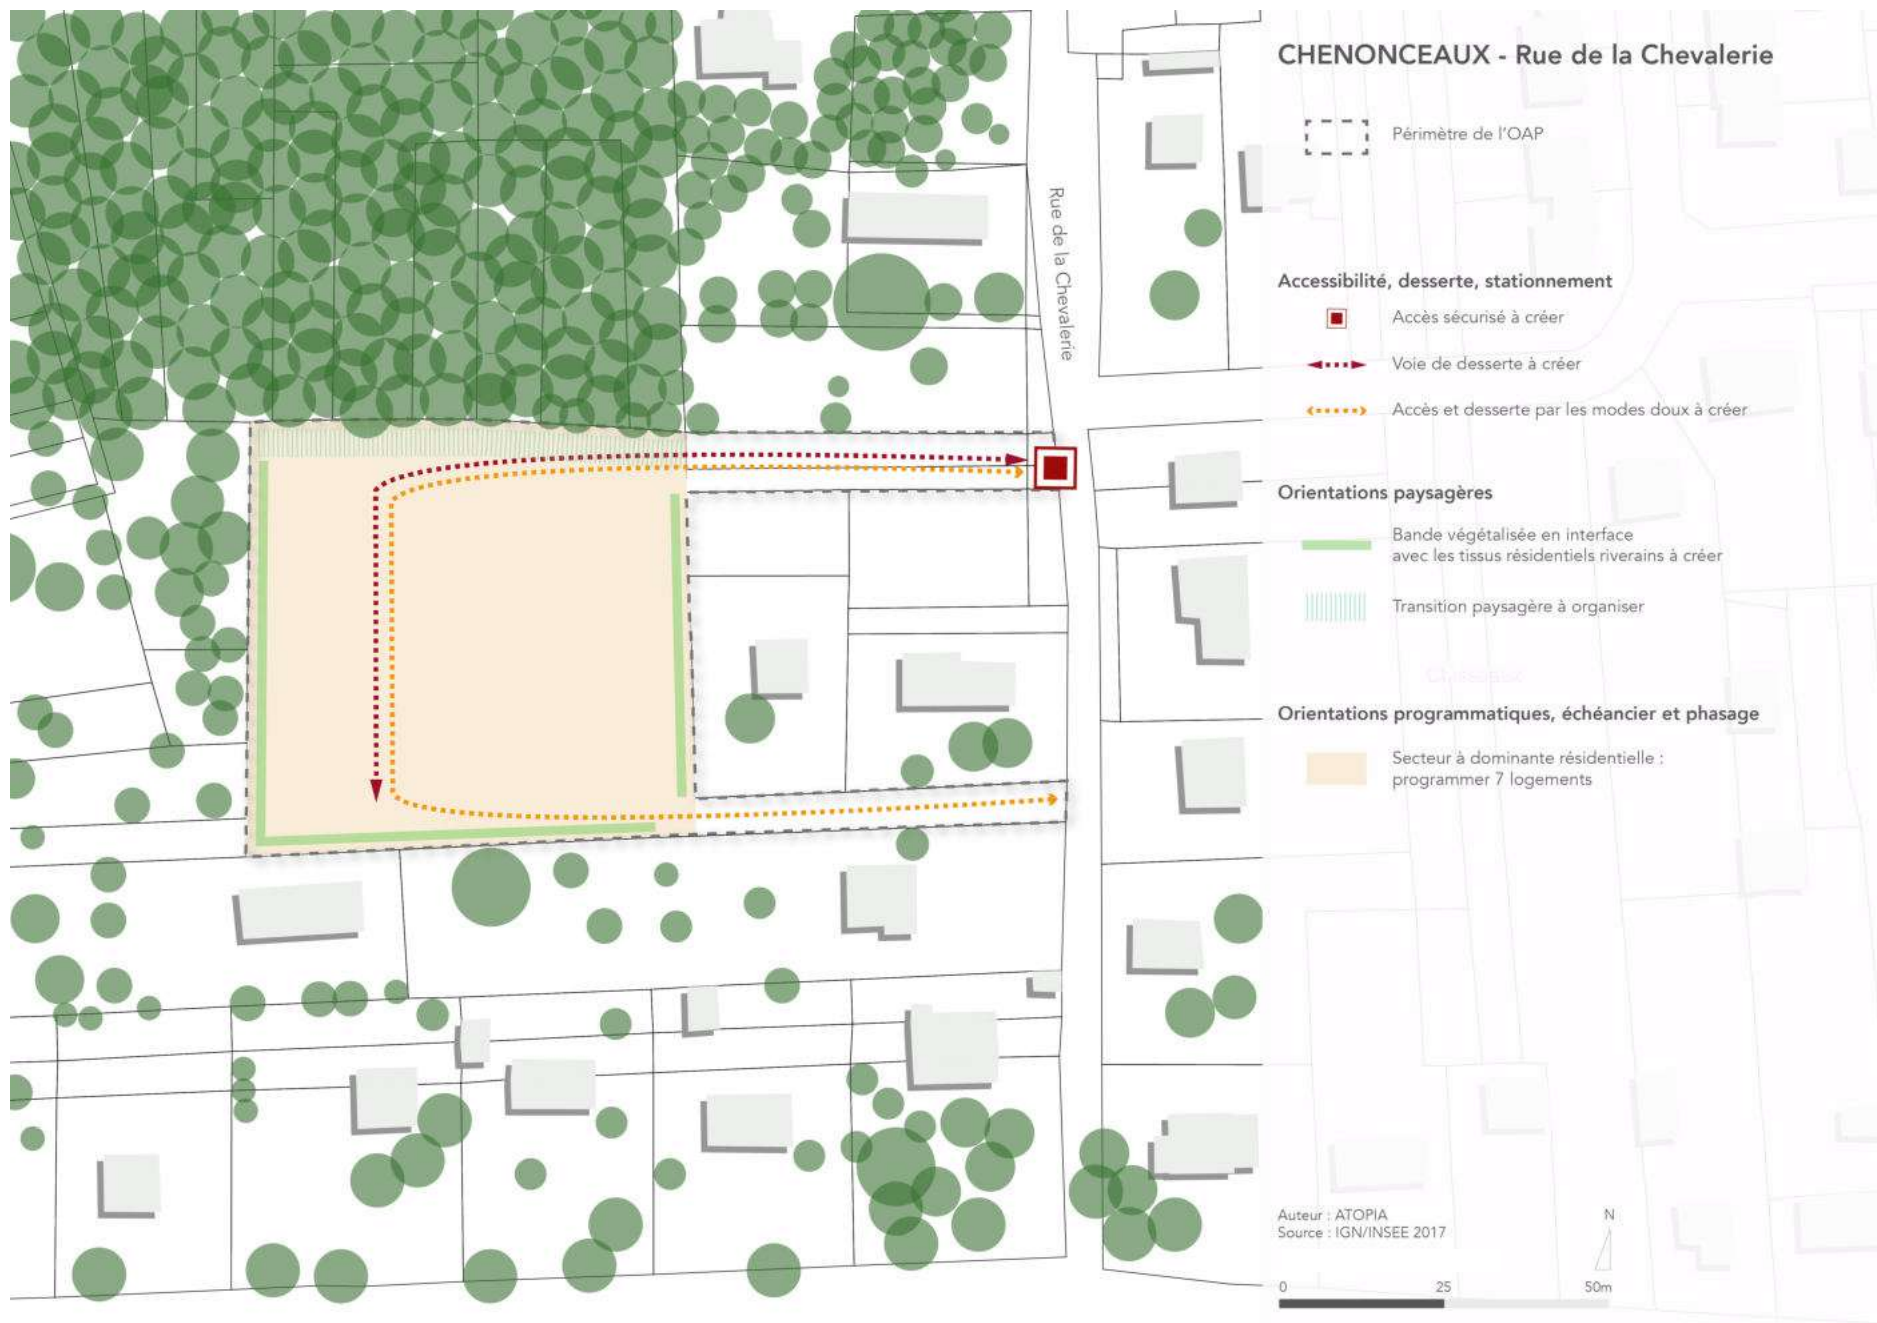 CHENONCEAUX - Rue de la Chevalerie
Périmètre de l'OAP
Rue de la Chevalerie
Accessibilité, desserte, stationnement
Accès sécurisé à créer
Voie de desserte à créer
Accès et desserte par les modes doux à créer
Orientations paysagères
Bande végétalisée en interface
avec les tissus résidentiels riverains à créer
Transition paysagère à organiser
Orientations programmatiques, échéancier et phasage
Secteur à dominante résidentielle :
programmer 7 logements
Auteur : ATOPIA
Source : IGN/INSEE 2017
N
0 25 50m